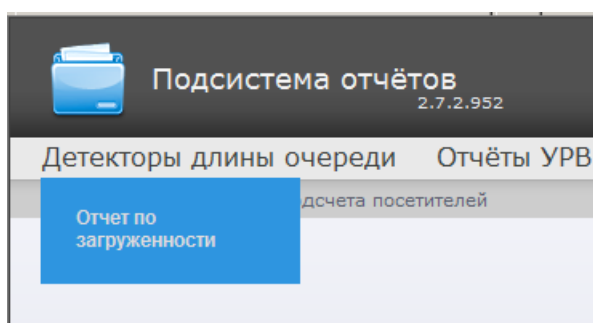 Подсистема отчётов
2.7.2.952
Детекторы длины очереди Отчёты УРВ
дсчета посетителей
Отчет по
загруженности